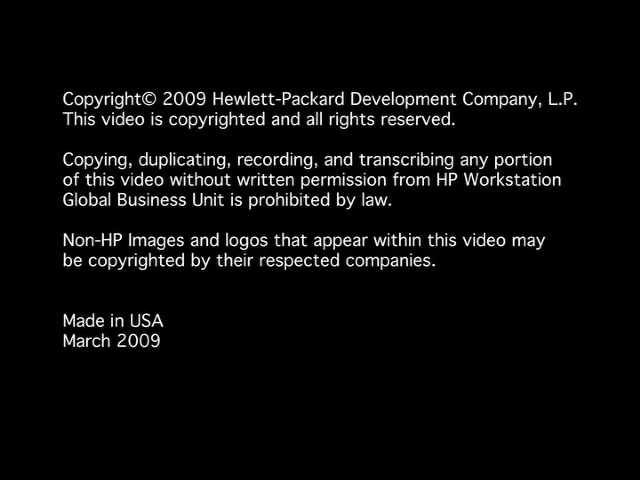 Copyright© 2009 Hewlett-Packard Development Company, L.P.
This video is copyrighted and all rights reserved.
Copying, duplicating, recording, and transcribing any portion
of this video without written permission from HP Workstation
Global Business Unit is prohibited by law.
Non-HP Images and logos that appear within this video may
be copyrighted by their respected companies.
Made in USA
March 2009